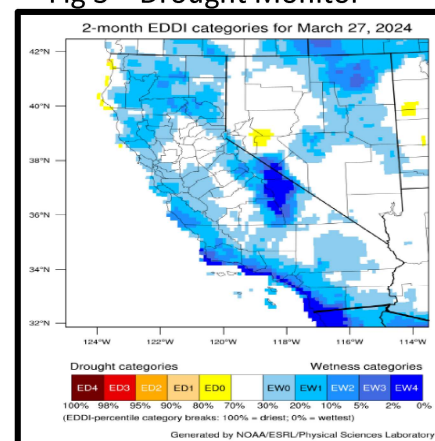 Fig 5 – Drought Monitor
2-month EDDI categories for March 27, 2024
42°N
40°N
38°N
36°N
34°N
32°N
124°W 122°W 120°W 118°W 116°W 114°W
Drought categories Wetness categories
ED4 ED3 ED2 ED1 ED0 EW0 EW1 EW2 EW3 EW4
100% 98% 95% 90% 80% 70% 30% 20% 10% 5% 2% 0%
(EDDI-percentile category breaks: 100% = driest; 0% = wettest)
Generated by NOAA/ESRL/Physical Sciences Laboratory